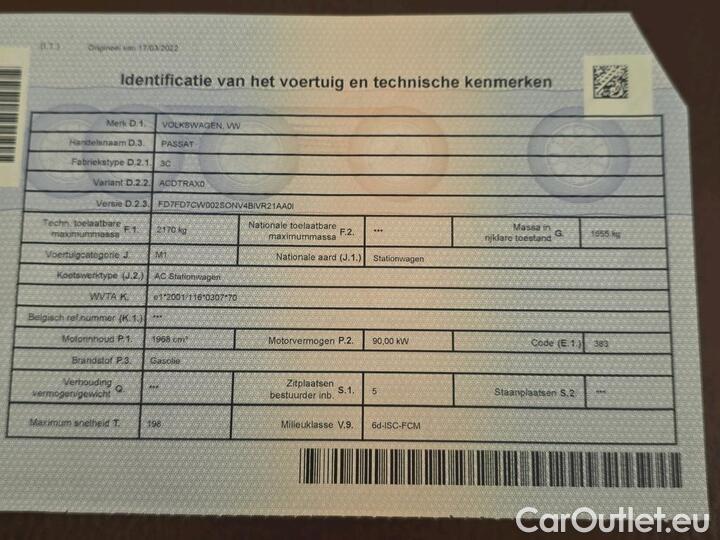 (I.7.) Origineel van 17/03/2022
Identificatie van het voertuig en technische kenmerken
Merk D.1. VOLKSWAGEN, VW
Handelsnaam D.3. PASSAT
Fabriekstype D.2.1. 3C
Variant D.2.2. ACDTRAX0
Versie D.2.3. FD7FD7CW002SONV4BIVR21AA0I
Techn. toelaatbare maximummassa F.1. 2170 kg Nationale toelaatbare maximummassa F.2. *** Massa in rijklare toestand G. 1555 kg
Voertuigcategorie J. M1 Nationale aard (J.1.) Stationwagen
Koetswerktype (J.2.) AC Stationwagen
WVTA K. e1*2001/116*0307*70
Belgisch ref.nummer (K.1.) ***
Motorinhoud P.1. 1968 cm³ Motorvermogen P.2. 90,00 kW Code (E.1.) 383
Brandstof P.3. Gasolie
Verhouding vermogen/gewicht Q. *** Zitplaatsen bestuurder inb. S.1. 5 Staanplaatsen S.2 ***
Maximum snelheid T. 198 Milieuklasse V.9. 6d-ISC-FCM
CarOutlet.eu